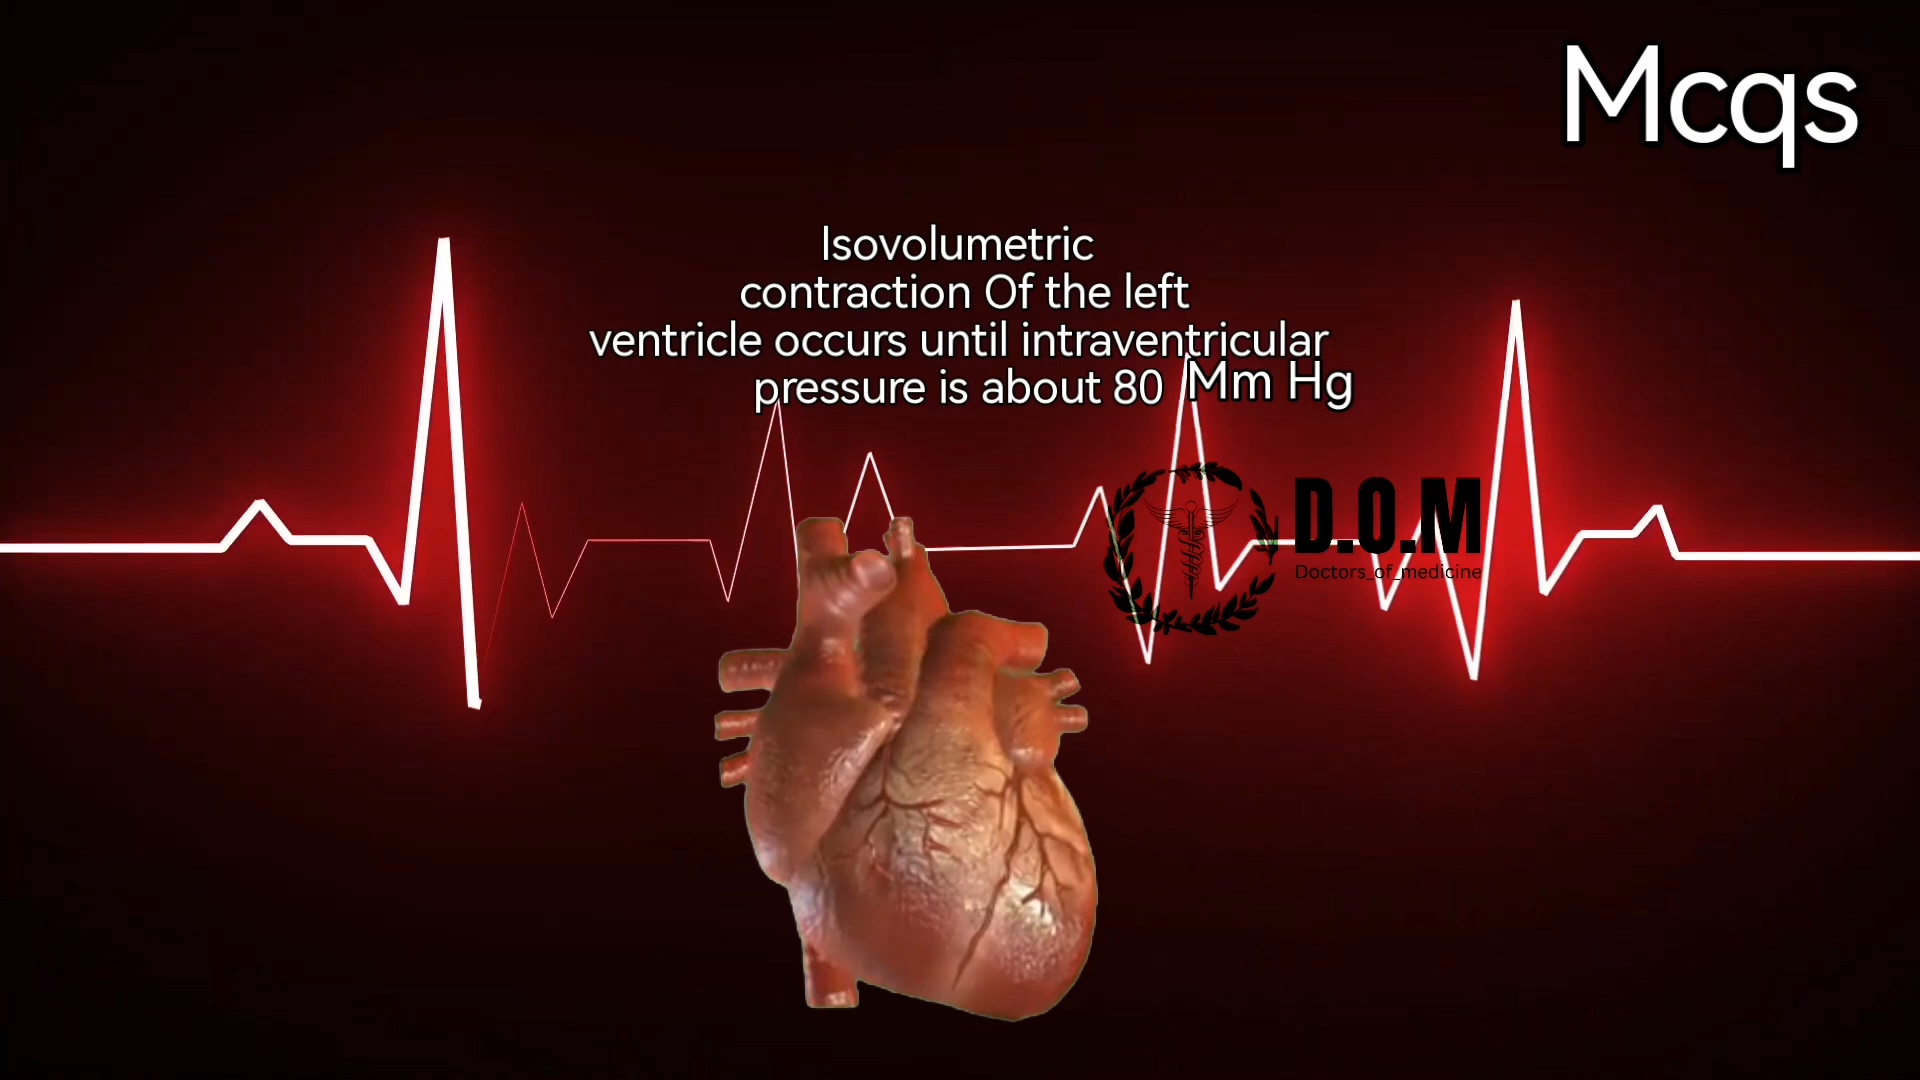 Mcqs
Isovolumetric
contraction Of the left
ventricle occurs until intraventricular
pressure is about 80 Mm Hg
D.O.M
Doctors_of_medicine